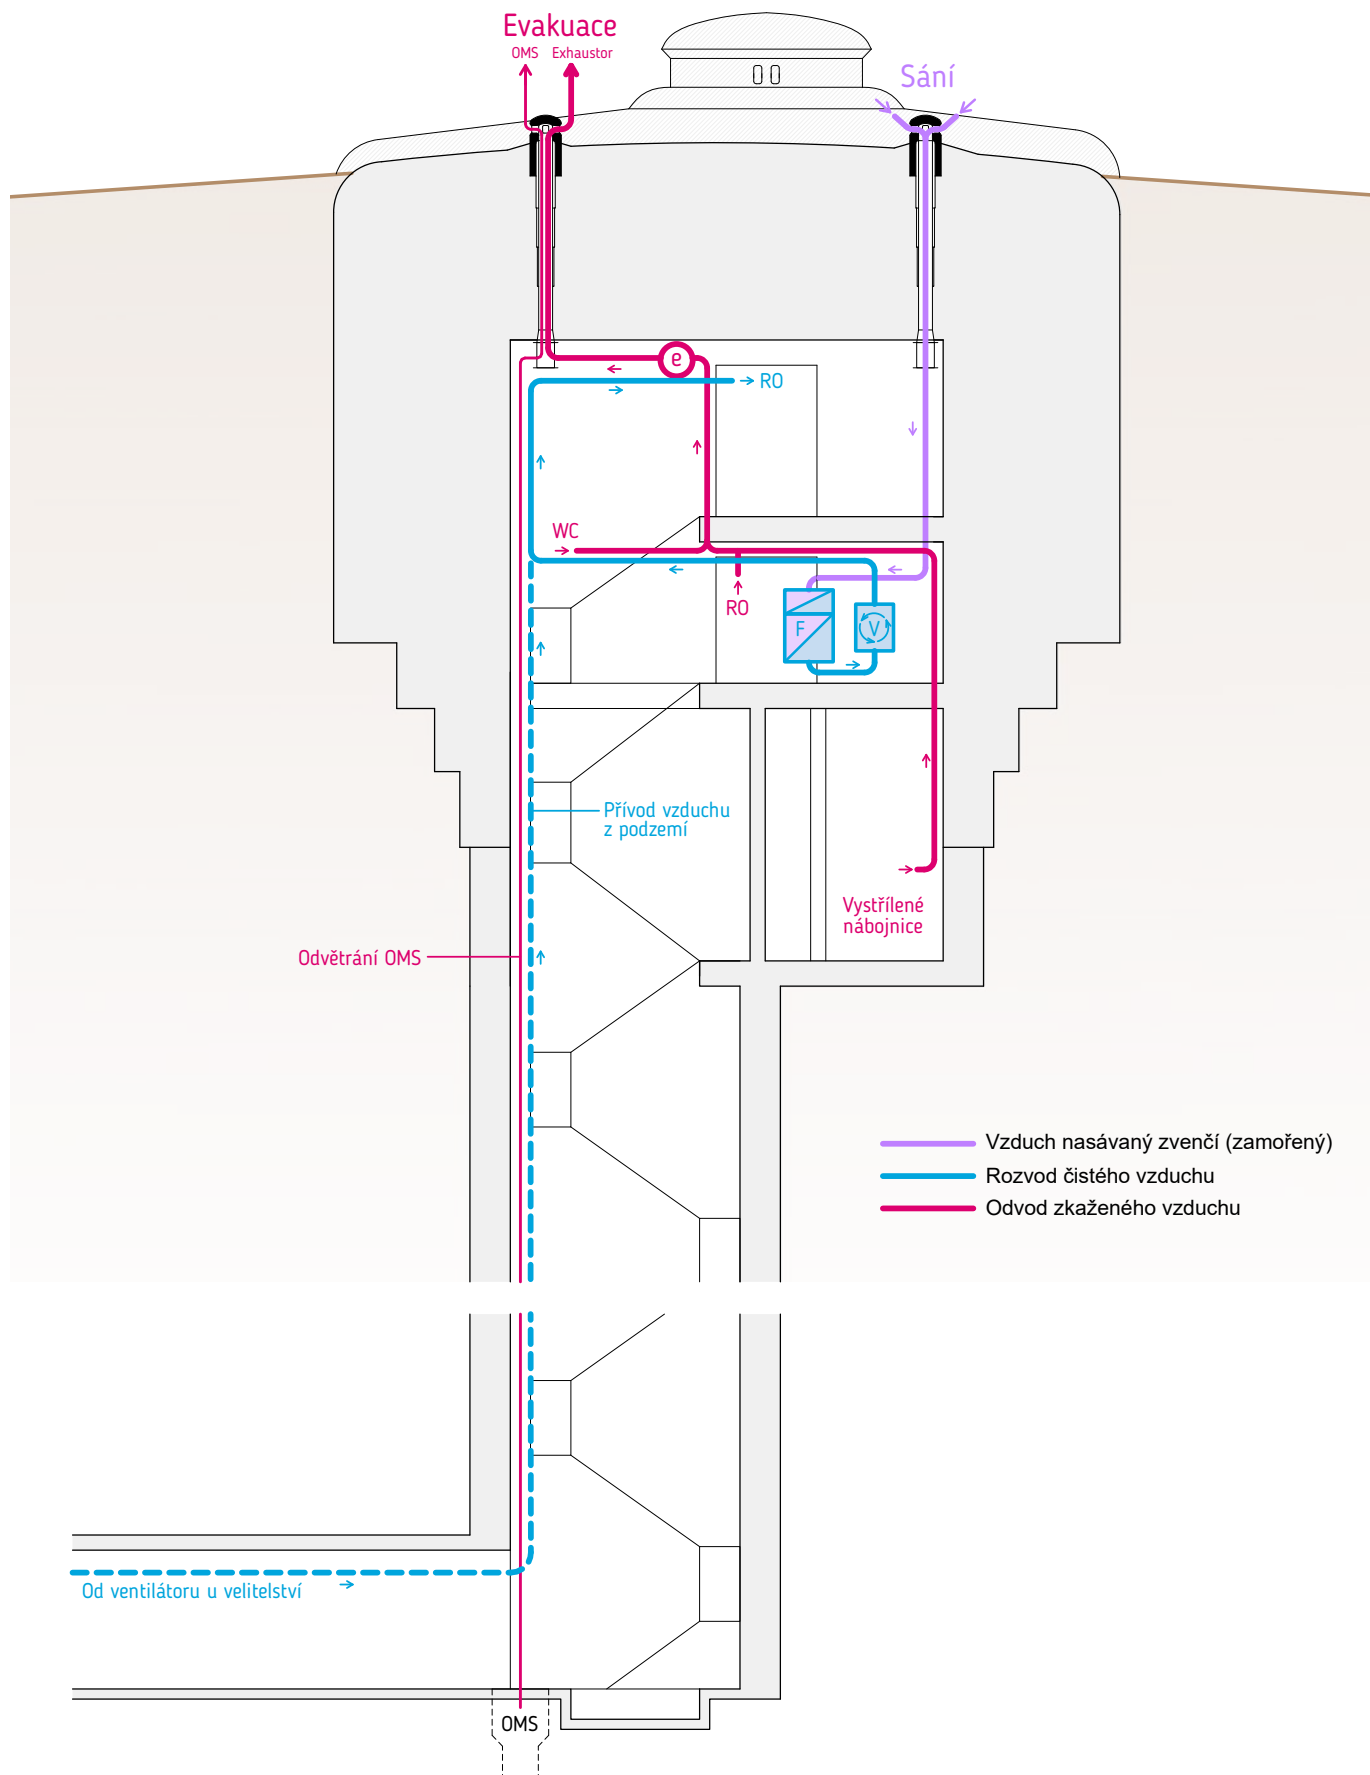 Evakuace
OMS Exhaustor
Sání
e
RO
WC
RO
F
V
Přívod vzduchu
z podzemí
Vystřílené
nábojnice
Odvětrání OMS
Vzduch nasávaný zvenčí (zamořený)
Rozvod čistého vzduchu
Odvod zkaženého vzduchu
Od ventilátoru u velitelství
OMS